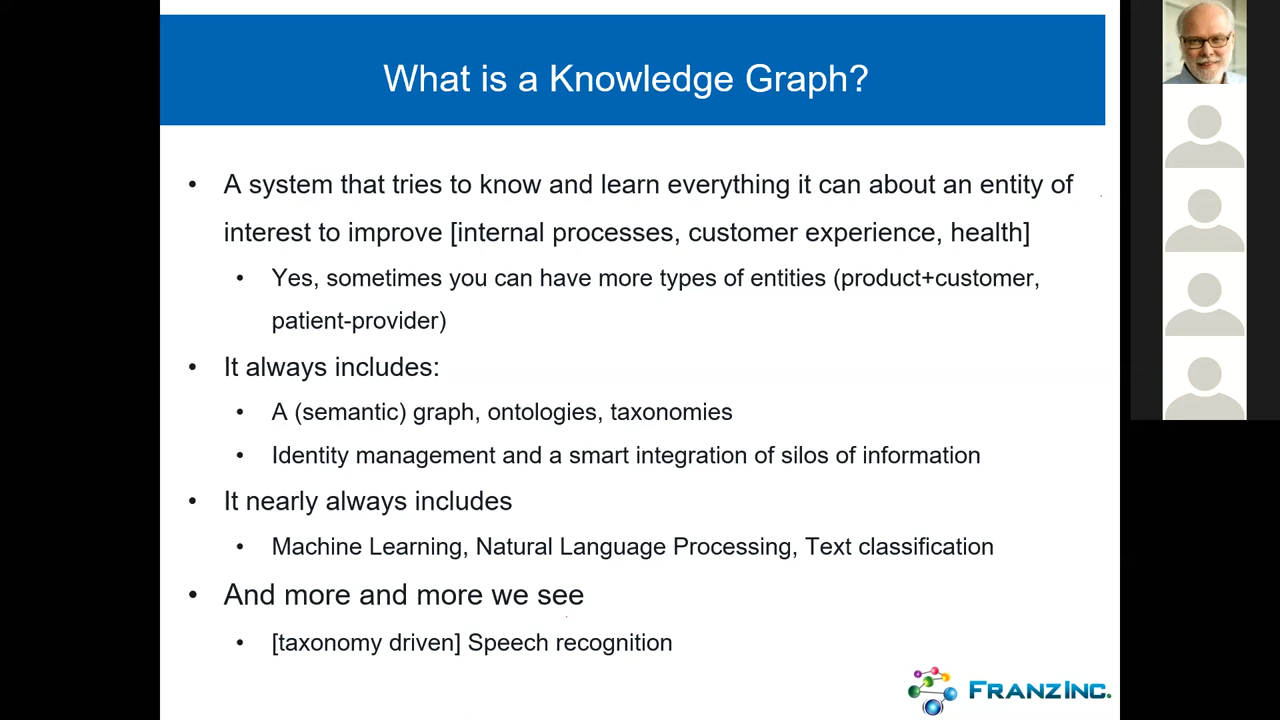 What is a Knowledge Graph?
• A system that tries to know and learn everything it can about an entity of
interest to improve [internal processes, customer experience, health]
• Yes, sometimes you can have more types of entities (product+customer,
patient-provider)
• It always includes:
• A (semantic) graph, ontologies, taxonomies
• Identity management and a smart integration of silos of information
• It nearly always includes
• Machine Learning, Natural Language Processing, Text classification
• And more and more we see
• [taxonomy driven] Speech recognition
FRANZ INC.